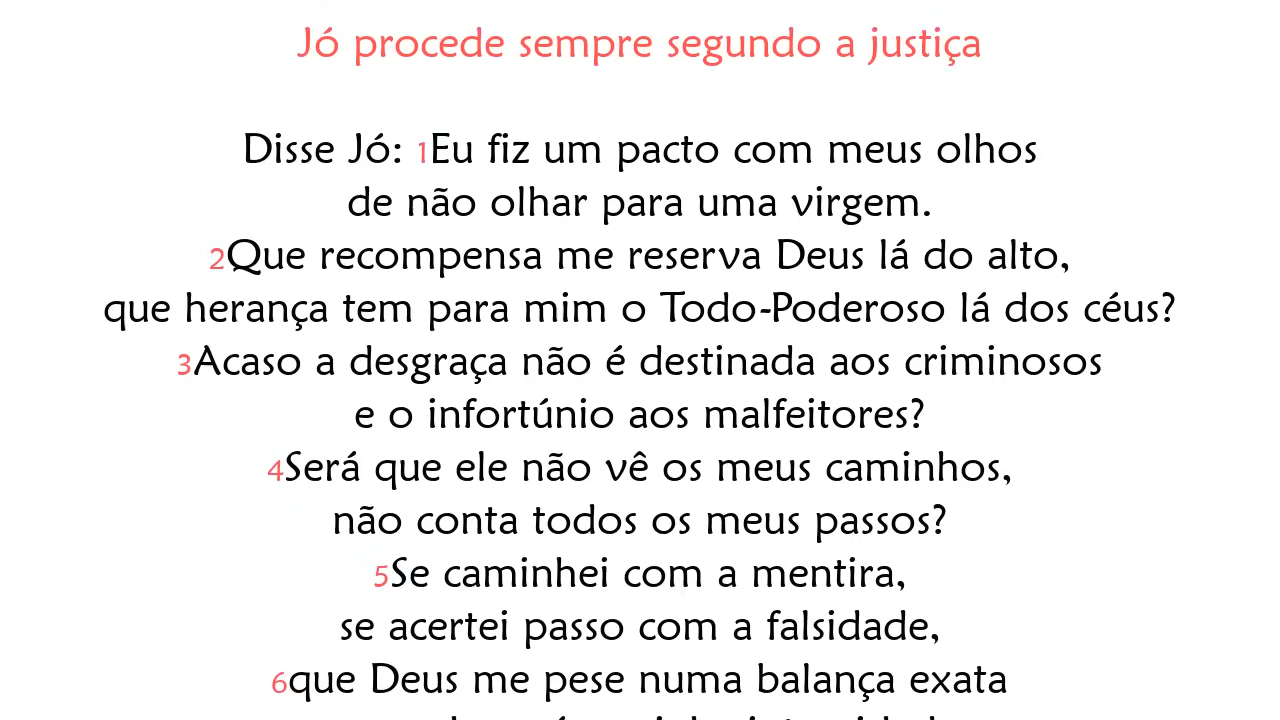 Jó procede sempre segundo a justiça
Disse Jó: 1Eu fiz um pacto com meus olhos
de não olhar para uma virgem.
2Que recompensa me reserva Deus lá do alto,
que herança tem para mim o Todo-Poderoso lá dos céus?
3Acaso a desgraça não é destinada aos criminosos
e o infortúnio aos malfeitores?
4Será que ele não vê os meus caminhos,
não conta todos os meus passos?
5Se caminhei com a mentira,
se acertei passo com a falsidade,
6que Deus me pese numa balança exata